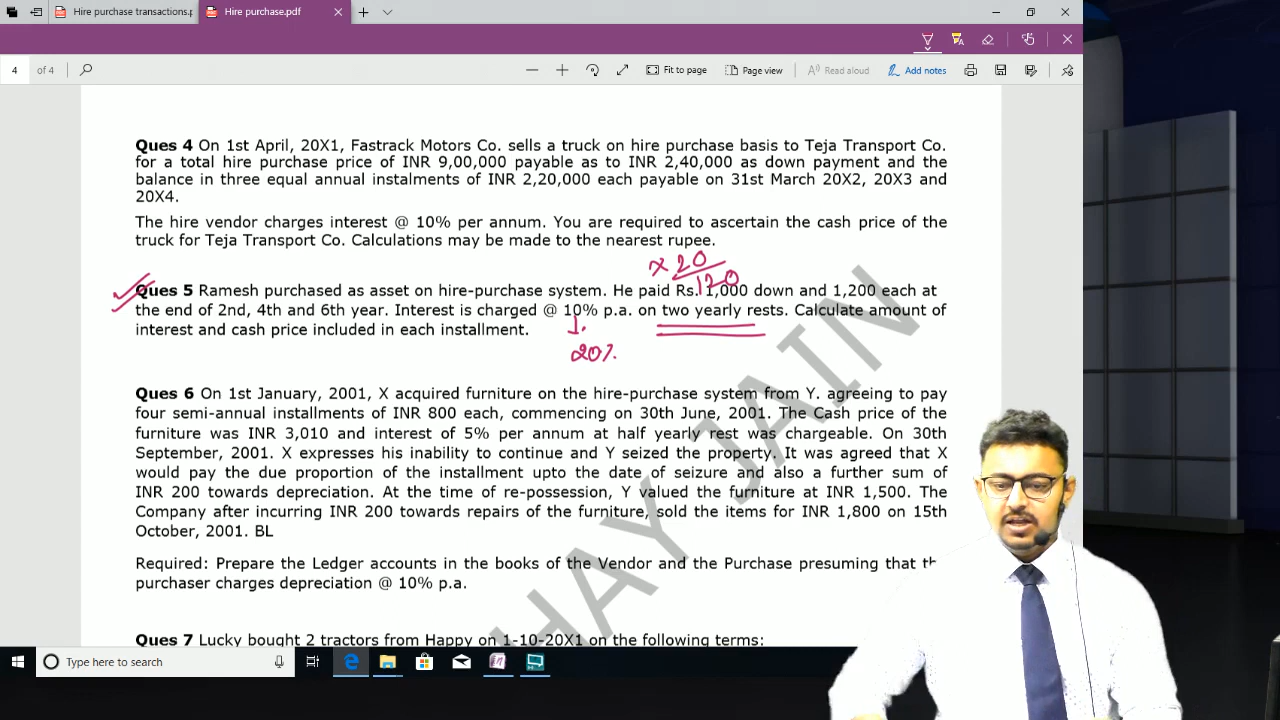 Hire purchase transactions.p
Hire purchase.pdf
4 of 4
Fit to page
Page view
Read aloud
Add notes
Ques 4 On 1st April, 20X1, Fastrack Motors Co. sells a truck on hire purchase basis to Teja Transport Co.
for a total hire purchase price of INR 9,00,000 payable as to INR 2,40,000 as down payment and the
balance in three equal annual instalments of INR 2,20,000 each payable on 31st March 20X2, 20X3 and
20X4.
The hire vendor charges interest @ 10% per annum. You are required to ascertain the cash price of the
truck for Teja Transport Co. Calculations may be made to the nearest rupee.
x 20/120
Ques 5 Ramesh purchased as asset on hire-purchase system. He paid Rs. 1,000 down and 1,200 each at
the end of 2nd, 4th and 6th year. Interest is charged @ 10% p.a. on two yearly rests. Calculate amount of
interest and cash price included in each installment.
20%
Ques 6 On 1st January, 2001, X acquired furniture on the hire-purchase system from Y. agreeing to pay
four semi-annual installments of INR 800 each, commencing on 30th June, 2001. The Cash price of the
furniture was INR 3,010 and interest of 5% per annum at half yearly rest was chargeable. On 30th
September, 2001. X expresses his inability to continue and Y seized the property. It was agreed that X
would pay the due proportion of the installment upto the date of seizure and also a further sum of
INR 200 towards depreciation. At the time of re-possession, Y valued the furniture at INR 1,500. The
Company after incurring INR 200 towards repairs of the furniture, sold the items for INR 1,800 on 15th
October, 2001. BL
Required: Prepare the Ledger accounts in the books of the Vendor and the Purchase presuming that th
purchaser charges depreciation @ 10% p.a.
Ques 7 Lucky bought 2 tractors from Happy on 1-10-20X1 on the following terms:
HAY JAIN
Type here to search